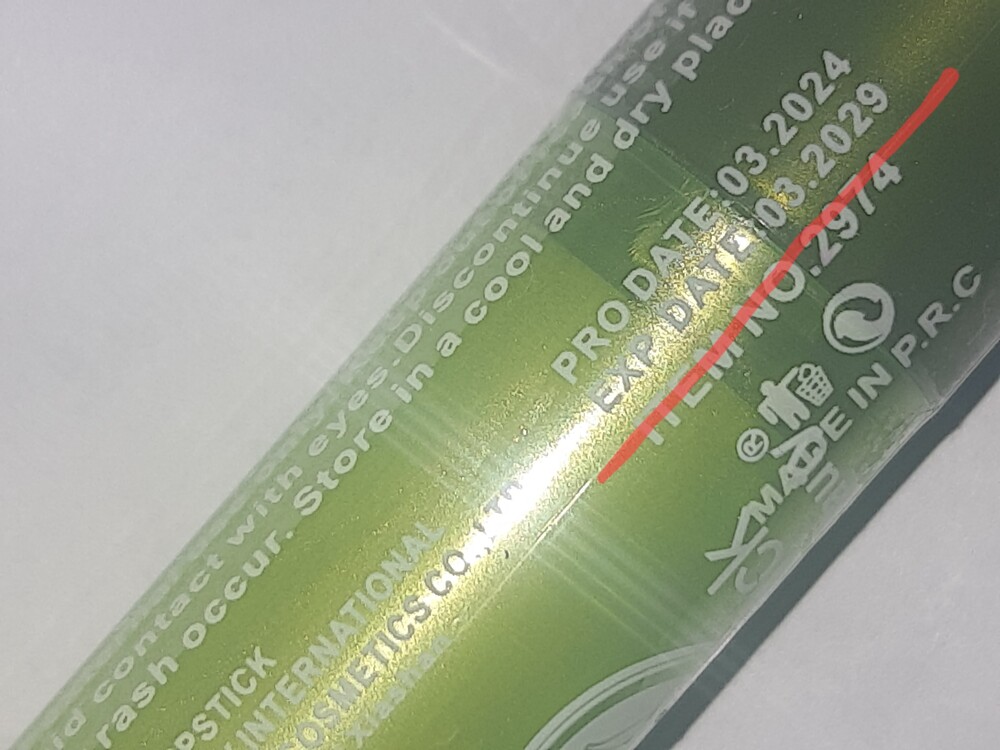 use if
id contact with eyes.Discontinue
rash occur. Store in a cool and dry plac
PRO DATE:03.2024
EXP DATE:03.2029
ITEM NO.2974
MADE IN P.R.C
PSTICK
INTERNATIONAL
COSMETICS CO.,LTD